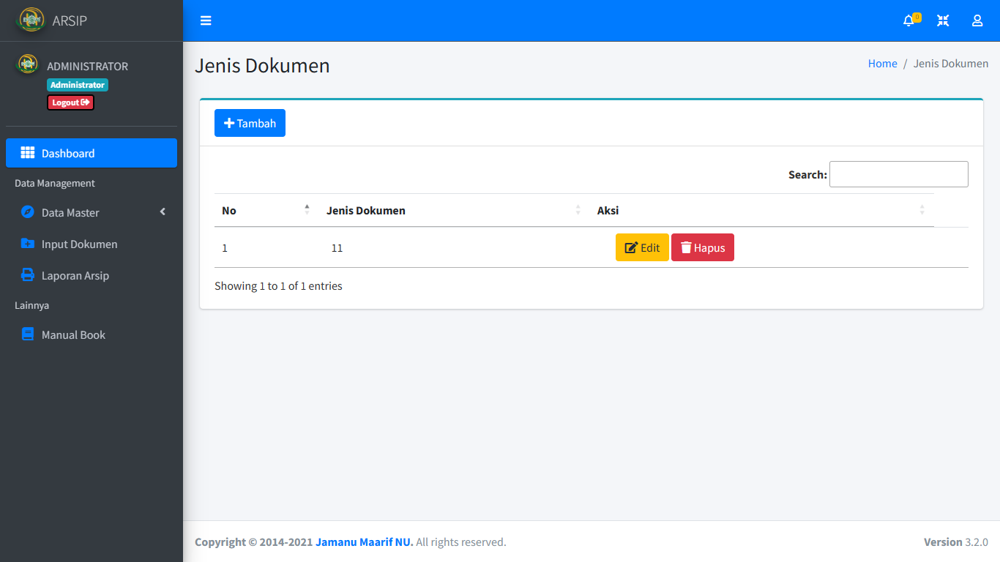 ARSIP
0
ADMINISTRATOR
Administrator
Logout
Dashboard
Data Management
Data Master
Input Dokumen
Laporan Arsip
Lainnya
Manual Book
Jenis Dokumen
Home / Jenis Dokumen
Tambah
Search:
No Jenis Dokumen Aksi
1 11 Edit Hapus
Showing 1 to 1 of 1 entries
Copyright © 2014-2021 Jamanu Maarif NU. All rights reserved.
Version 3.2.0